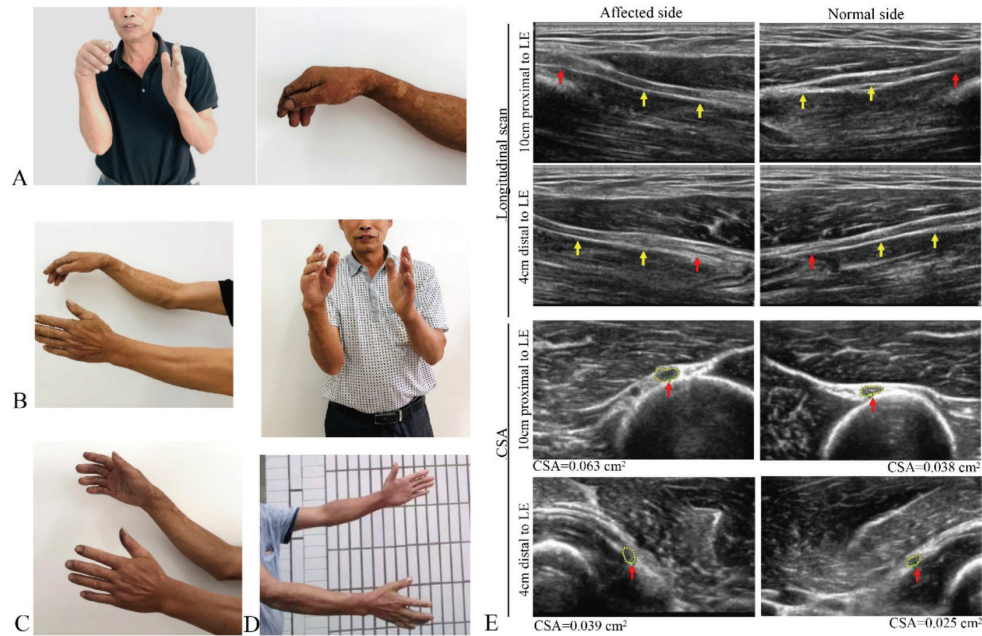 Affected side
Normal side
Longitudinal scan
10cm proximal to LE
4cm distal to LE
A
B
CSA
10cm proximal to LE
CSA=0.063 cm²
CSA=0.038 cm²
4cm distal to LE
C
D
E
CSA=0.039 cm²
CSA=0.025 cm²